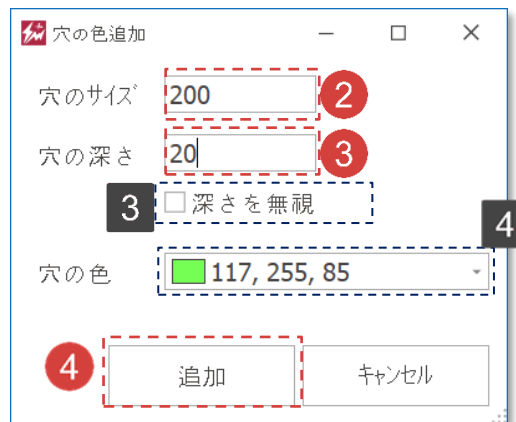 穴の色追加
穴のサイズ 200 2
穴の深さ 20 3
3 深さを無視
4
穴の色 117, 255, 85
4 追加 キャンセル